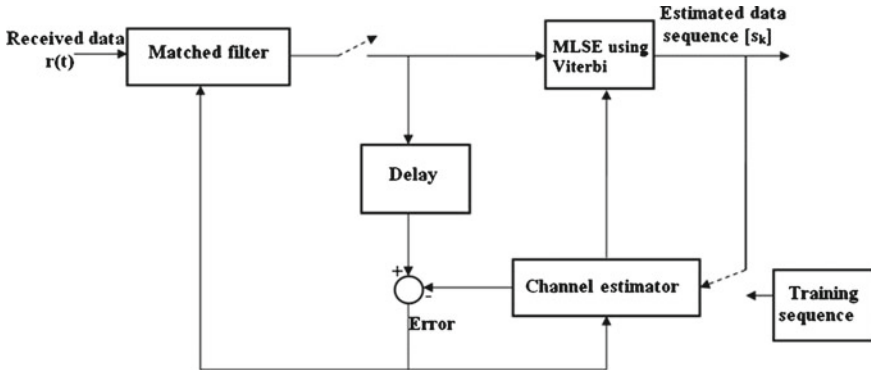 Received data
r(t)
Matched filter
MLSE using
Viterbi
Estimated data
sequence [sk]
Delay
+
-
Error
Channel estimator
Training
sequence